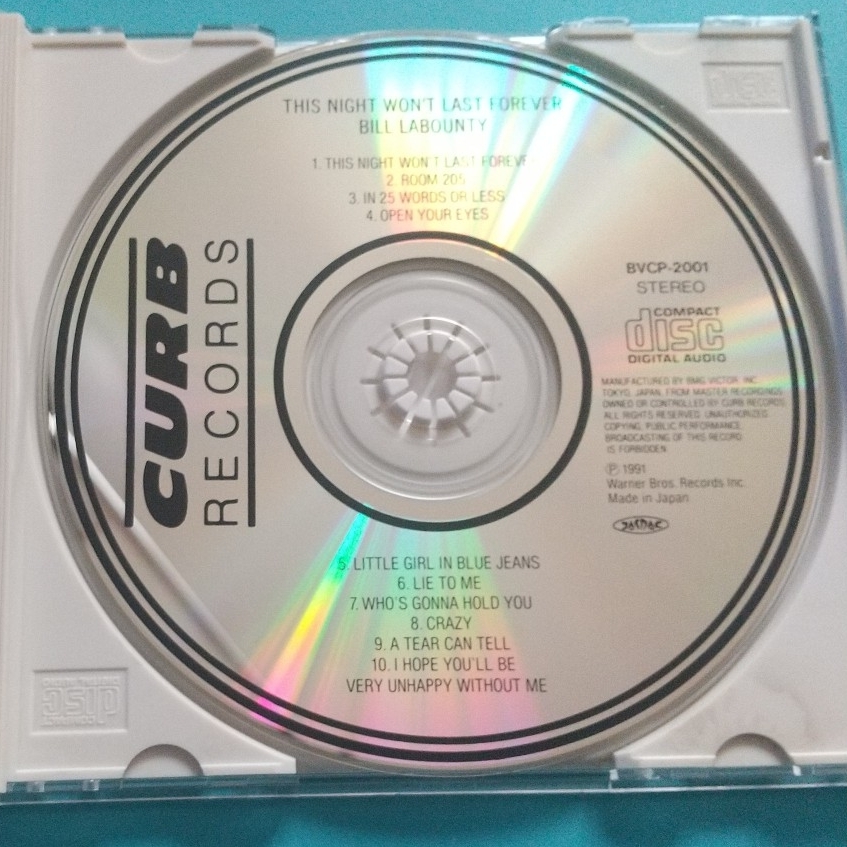 THIS NIGHT WON'T LAST FOREVER
BILL LABOUNTY
1. THIS NIGHT WON'T LAST FOREVER
2. ROOM 205
3. IN 25 WORDS OR LESS
4. OPEN YOUR EYES
CURB
RECORDS
BVCP-2001
STEREO
COMPACT
disc
DIGITAL AUDIO
MANUFACTURED BY BMG VICTOR, INC.
TOKYO, JAPAN, FROM MASTER RECORDINGS
OWNED OR CONTROLLED BY CURB RECORDS.
ALL RIGHTS RESERVED. UNAUTHORIZED
COPYING, PUBLIC PERFORMANCE,
BROADCASTING OF THIS RECORD
IS FORBIDDEN.
Ⓟ 1991
Warner Bros. Records Inc.
Made in Japan
JASRAC
5. LITTLE GIRL IN BLUE JEANS
6. LIE TO ME
7. WHO'S GONNA HOLD YOU
8. CRAZY
9. A TEAR CAN TELL
10. I HOPE YOU'LL BE
VERY UNHAPPY WITHOUT ME